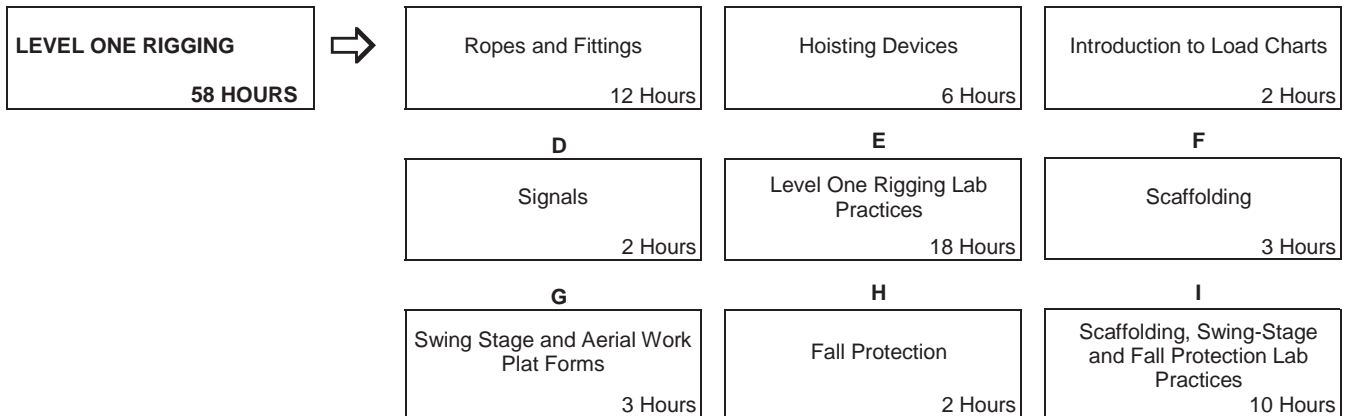 LEVEL ONE RIGGING
58 HOURS
Ropes and Fittings
12 Hours
Hoisting Devices
6 Hours
Introduction to Load Charts
2 Hours
D
Signals
2 Hours
E
Level One Rigging Lab
Practices
18 Hours
F
Scaffolding
3 Hours
G
Swing Stage and Aerial Work
Plat Forms
3 Hours
H
Fall Protection
2 Hours
I
Scaffolding, Swing-Stage
and Fall Protection Lab
Practices
10 Hours